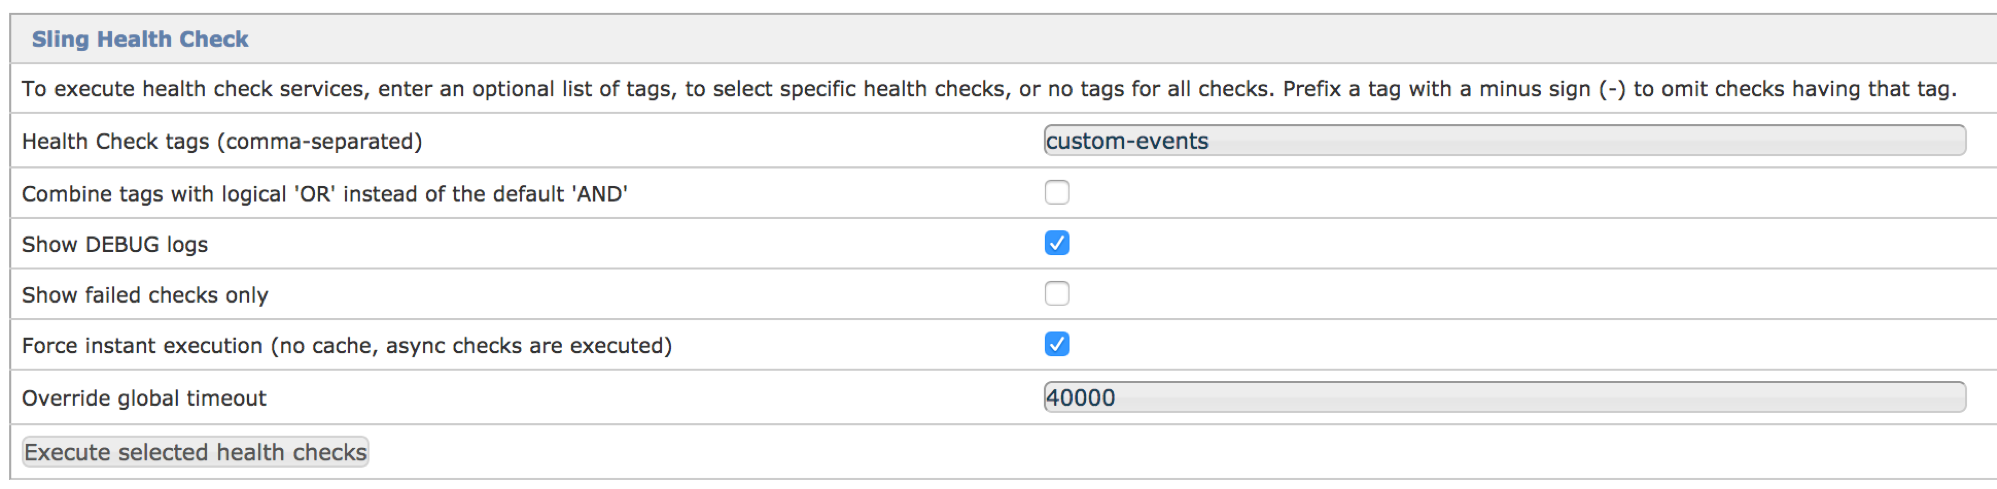 Sling Health Check
To execute health check services, enter an optional list of tags, to select specific health checks, or no tags for all checks. Prefix a tag with a minus sign (-) to omit checks having that tag.
Health Check tags (comma-separated) custom-events
Combine tags with logical 'OR' instead of the default 'AND'
Show DEBUG logs
Show failed checks only
Force instant execution (no cache, async checks are executed)
Override global timeout 40000
Execute selected health checks